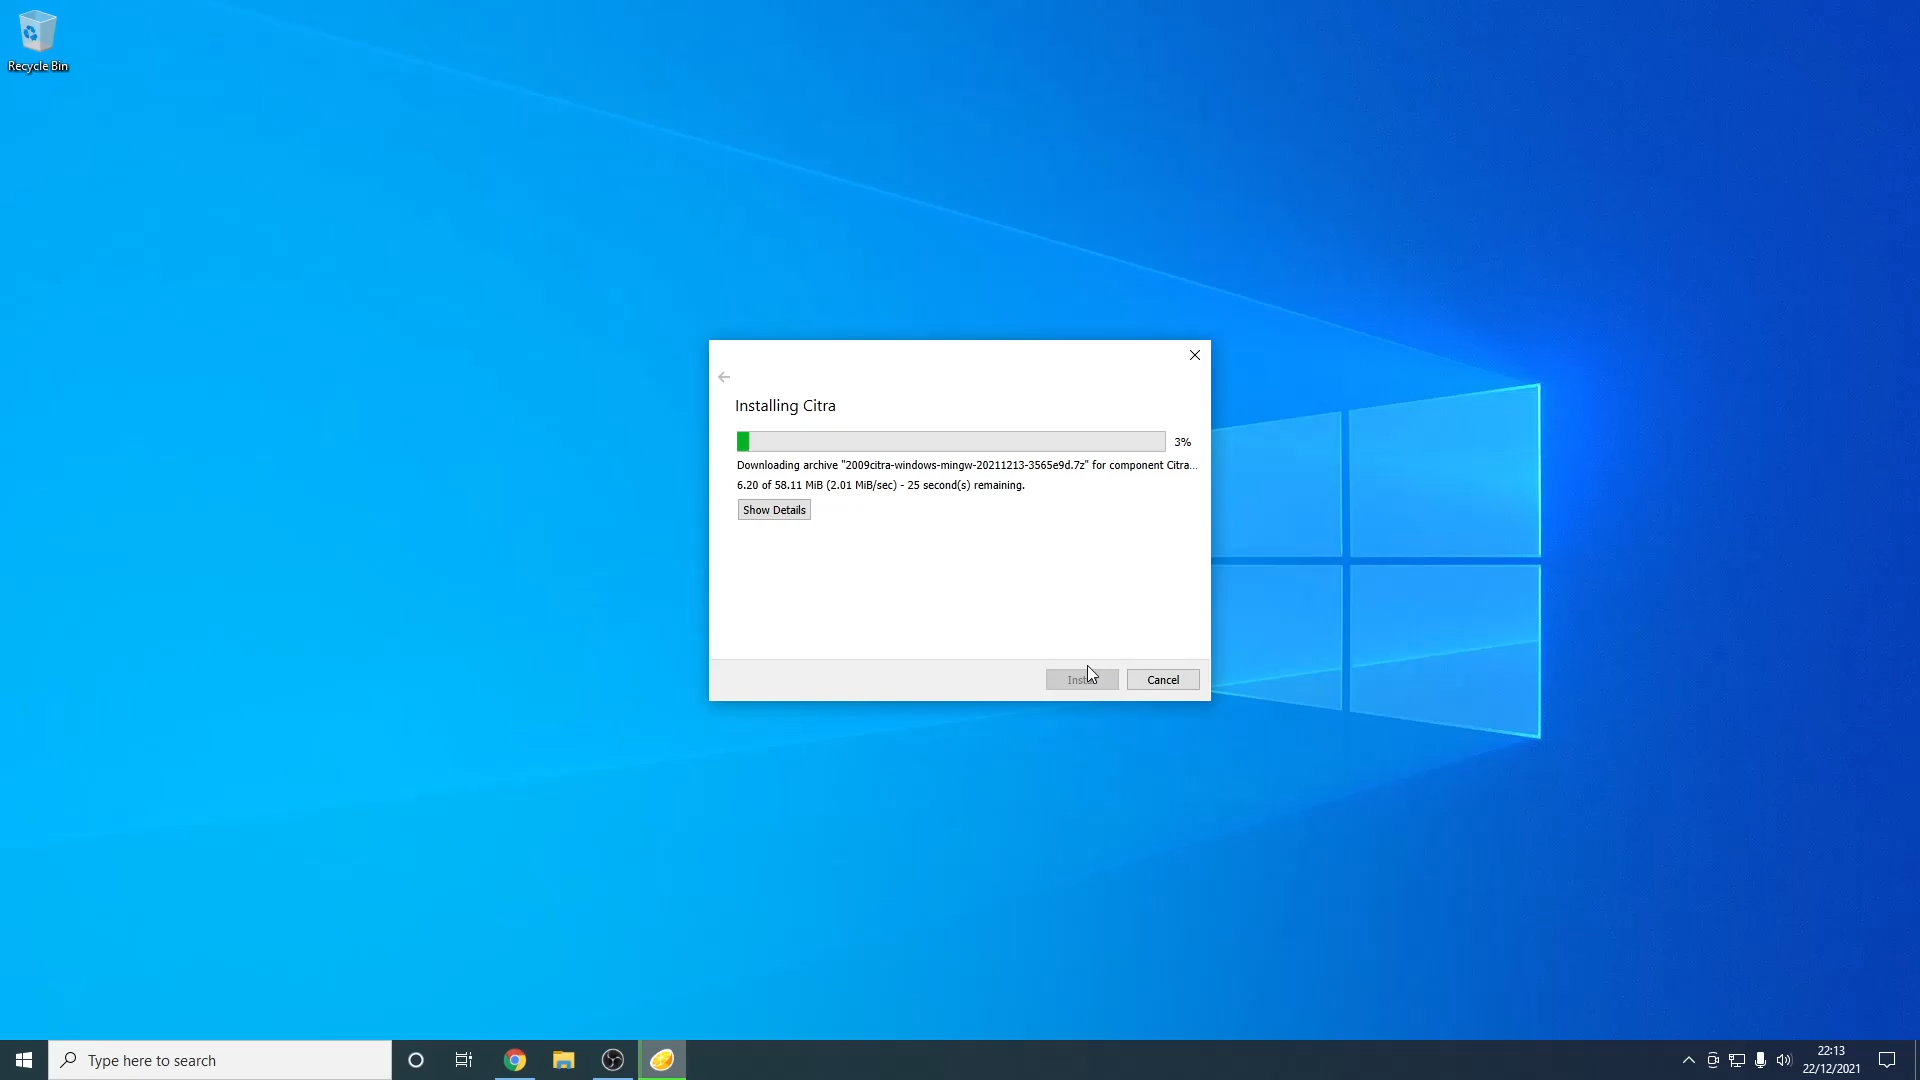 Recycle Bin
Installing Citra
3%
Downloading archive "2009citra-windows-mingw-20211213-3565e9d.7z" for component Citra...
6.20 of 58.11 MiB (2.01 MiB/sec) - 25 second(s) remaining.
Show Details
Cancel
Type here to search
22:13
22/12/2021